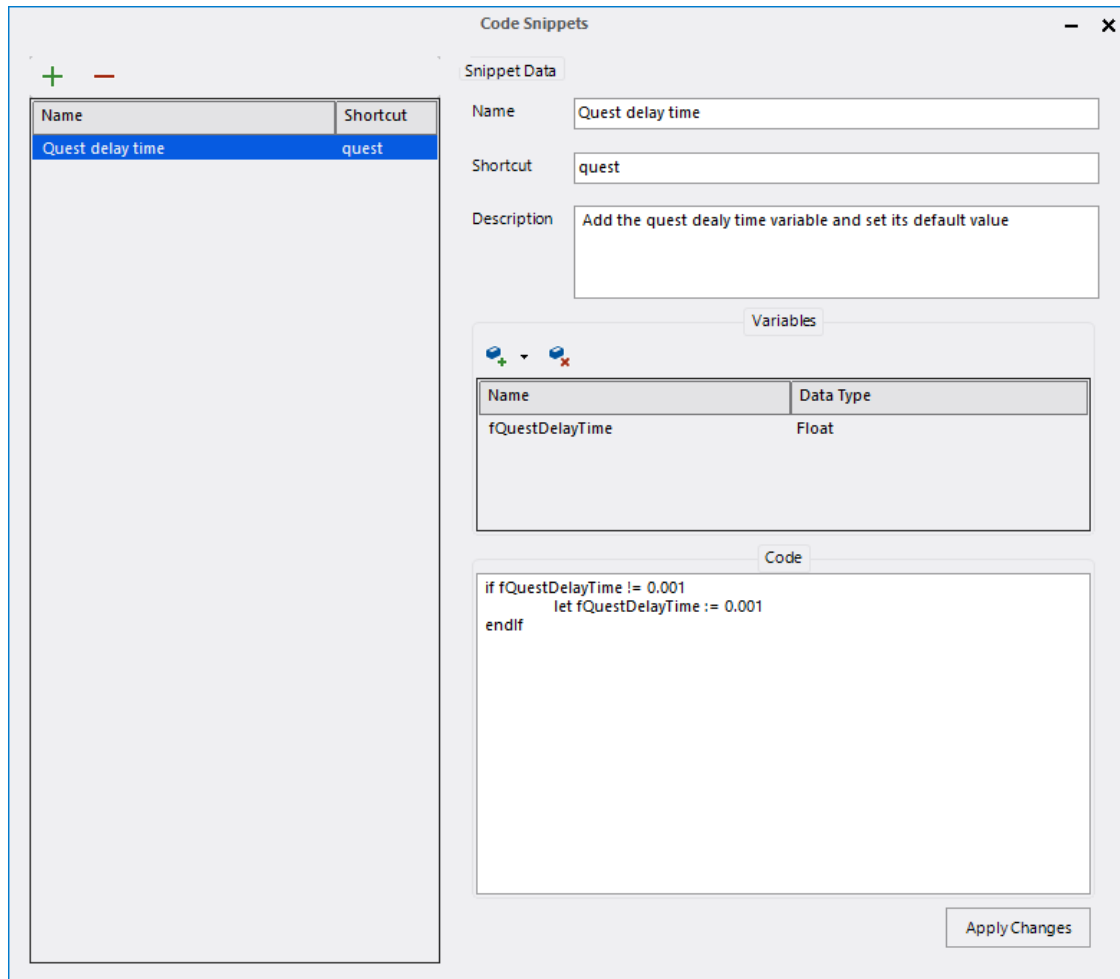 Code Snippets
Snippet Data
Name Shortcut
Quest delay time quest
Name Quest delay time
Shortcut quest
Description Add the quest dealy time variable and set its default value
Variables
Name Data Type
fQuestDelayTime Float
Code
if fQuestDelayTime != 0.001
let fQuestDelayTime := 0.001
endIf
Apply Changes